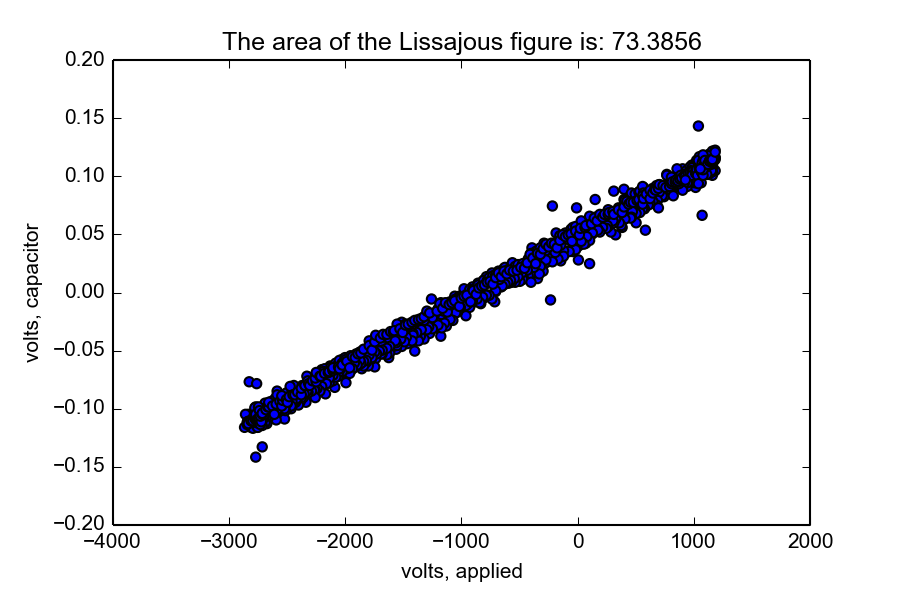 The area of the Lissajous figure is: 73.3856
0.20
0.15
0.10
0.05
0.00
−0.05
−0.10
−0.15
−0.20
volts, capacitor
−4000 −3000 −2000 −1000 0 1000 2000
volts, applied